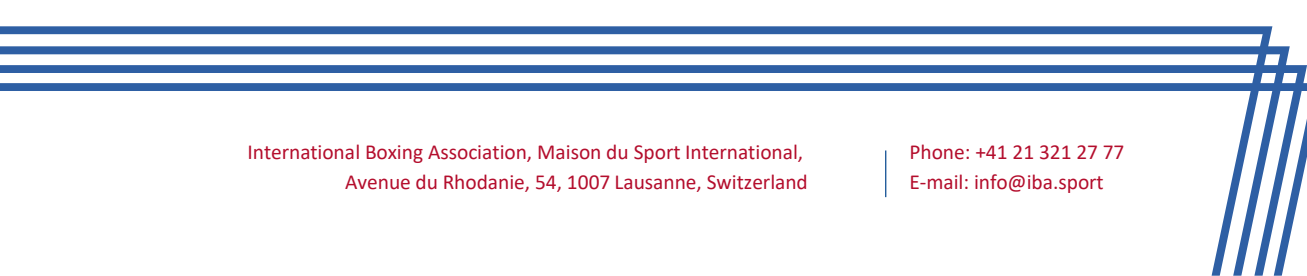 International Boxing Association, Maison du Sport International,
Avenue du Rhodanie, 54, 1007 Lausanne, Switzerland
Phone: +41 21 321 27 77
E-mail: info@iba.sport